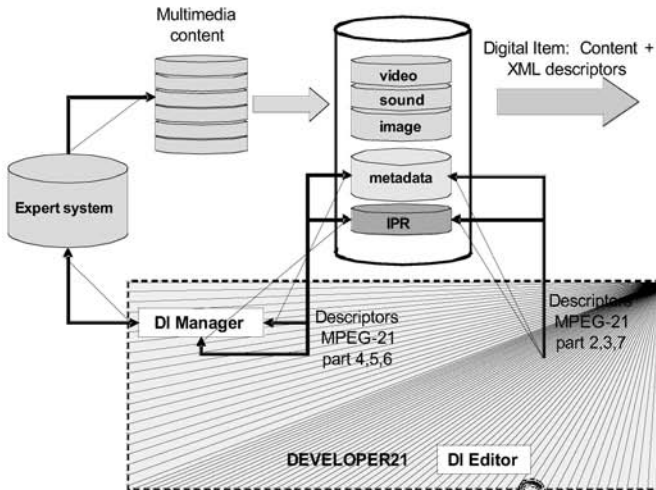 Multimedia
content
Digital Item: Content +
XML descriptors
video
sound
image
metadata
IPR
Expert system
DI Manager
Descriptors
MPEG-21
part 4,5,6
Descriptors
MPEG-21
part 2,3,7
DEVELOPER21
DI Editor